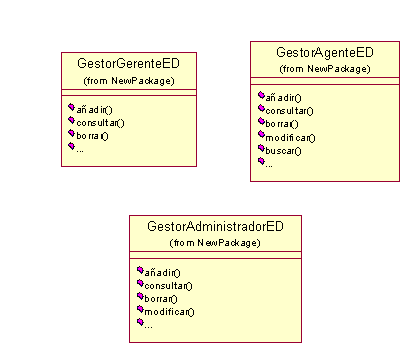 GestorGerenteED
(from NewPackage)
añadir()
consultar()
borrar()
...
GestorAgenteED
(from NewPackage)
añadir()
consultar()
borrar()
modificar()
buscar()
...
GestorAdministradorED
(from NewPackage)
añadir()
consultar()
borrar()
modificar()
...